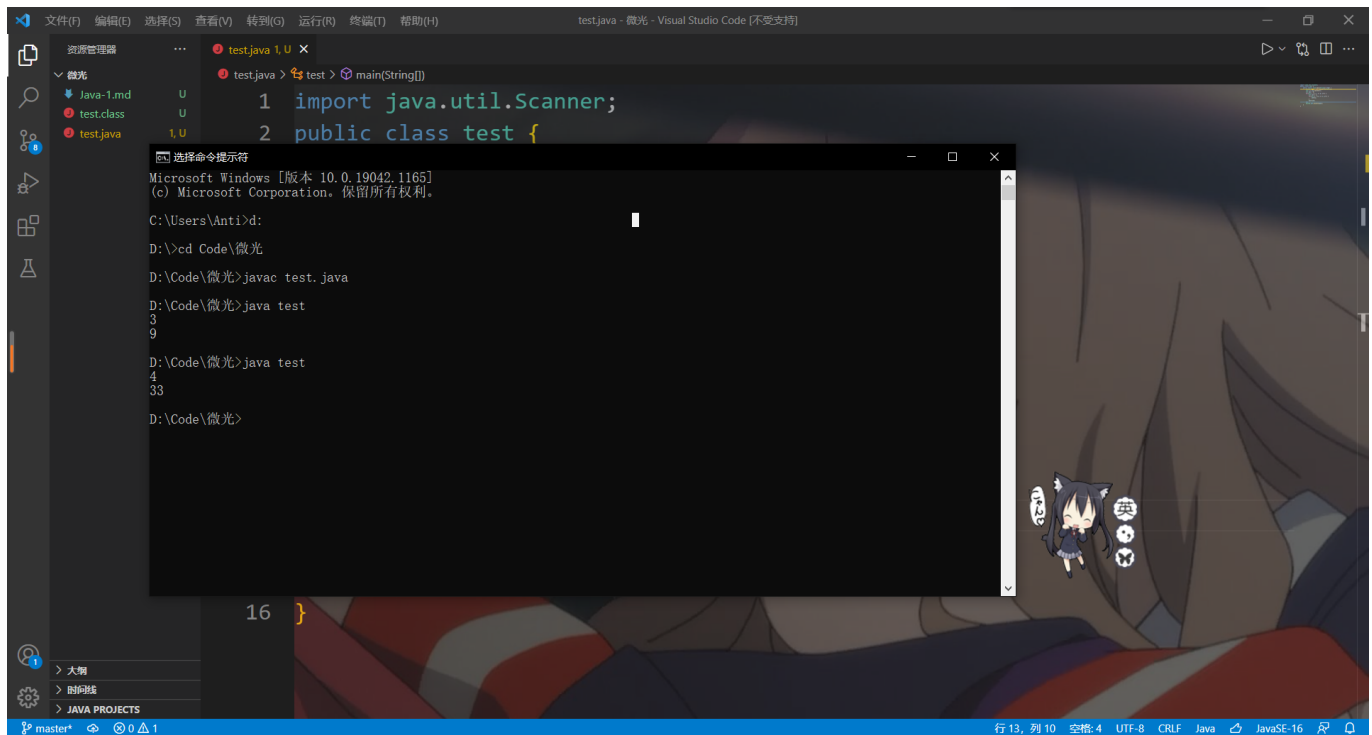 文件(F) 编辑(E) 选择(S) 查看(V) 转到(G) 运行(R) 终端(T) 帮助(H) test.java - 微光 - Visual Studio Code [不受支持]
资源管理器 ··· test.java 1, U
微光 test.java > test > main(String[])
Java-1.md U
test.class U
test.java 1, U
1 import java.util.Scanner;
2 public class test {
8
选择命令提示符
Microsoft Windows [版本 10.0.19042.1165]
(c) Microsoft Corporation。保留所有权利。
C:\Users\Anti>d:
D:\>cd Code\微光
D:\Code\微光>javac test.java
D:\Code\微光>java test
3
9
D:\Code\微光>java test
4
33
D:\Code\微光>
英
16 }
1
大纲
时间线
JAVA PROJECTS
master* 0 1 行 13, 列 10 空格: 4 UTF-8 CRLF Java JavaSE-16